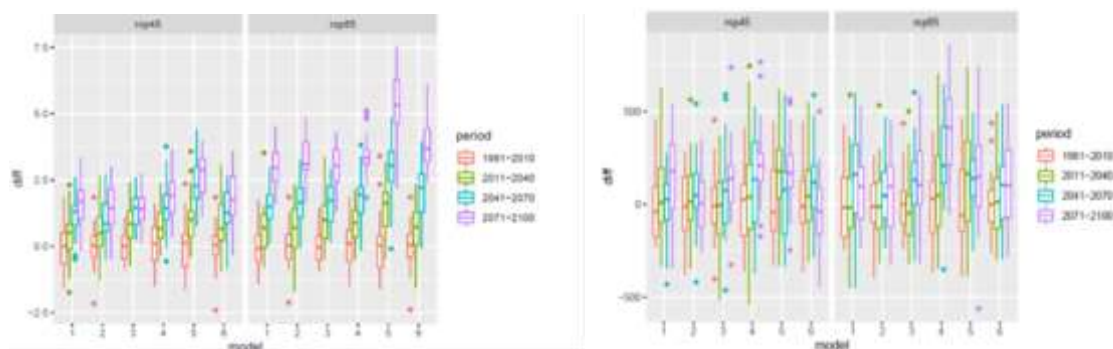 rcp45 rcp85
7.5
5.0
2.5
0.0
-2.5
diff
1 2 3 4 5 6 1 2 3 4 5 6
model
period
1981-2010
2011-2040
2041-2070
2071-2100
rcp45 rcp85
500
0
-500
diff
1 2 3 4 5 6 1 2 3 4 5 6
model
period
1981-2010
2011-2040
2041-2070
2071-2100